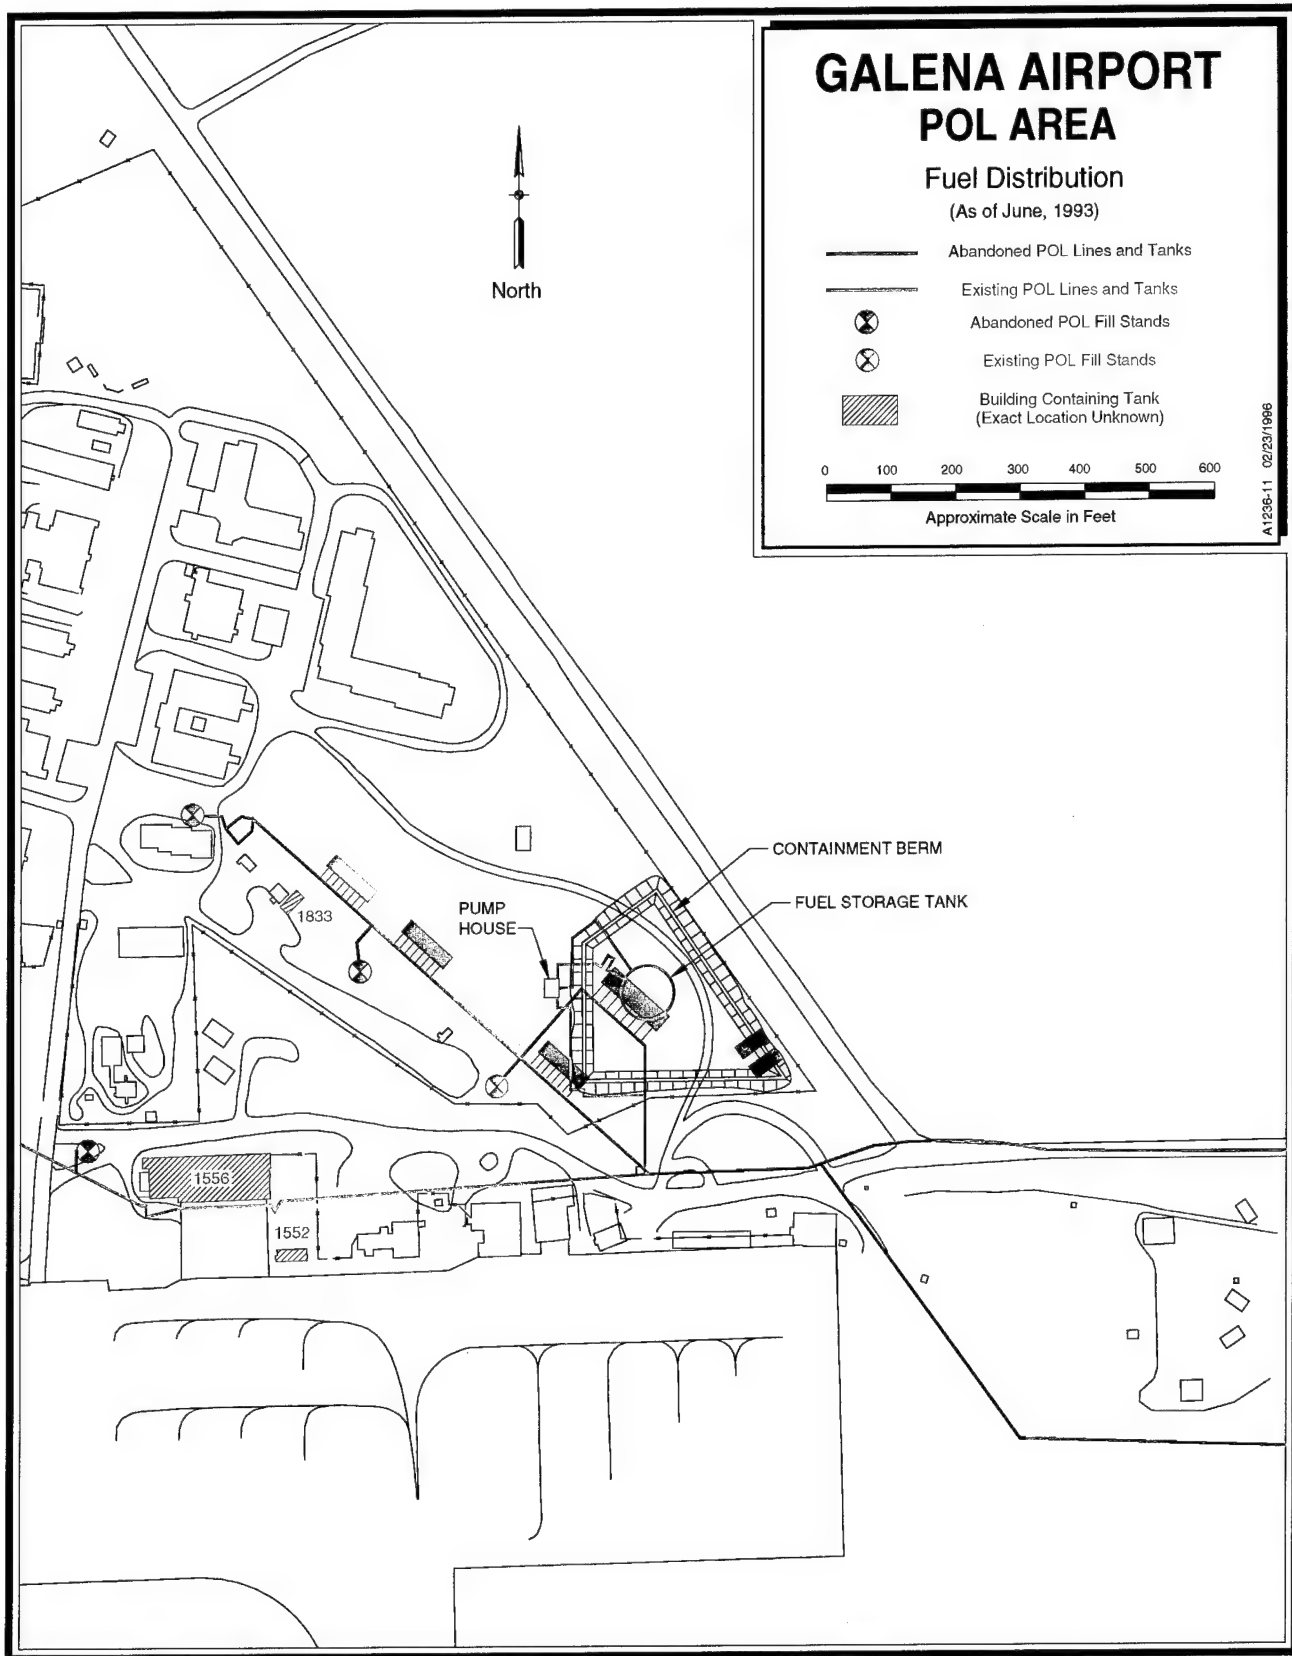 GALENA AIRPORT
POL AREA
Fuel Distribution
(As of June, 1993)
Abandoned POL Lines and Tanks
Existing POL Lines and Tanks
Abandoned POL Fill Stands
Existing POL Fill Stands
Building Containing Tank
(Exact Location Unknown)
0 100 200 300 400 500 600
Approximate Scale in Feet
A1236-11 02/23/1996
North
CONTAINMENT BERM
FUEL STORAGE TANK
PUMP
HOUSE
1833
1556
1552